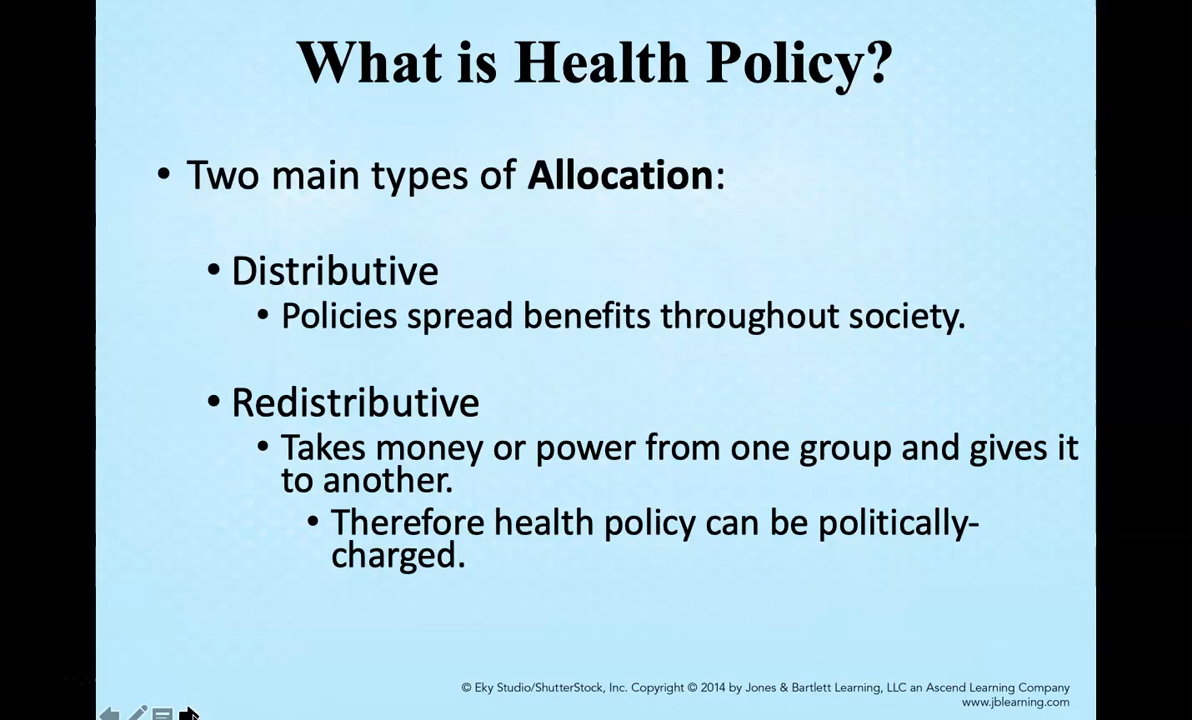 What is Health Policy?
• Two main types of Allocation:
• Distributive
• Policies spread benefits throughout society.
• Redistributive
• Takes money or power from one group and gives it
to another.
• Therefore health policy can be politically-
charged.
© Eky Studio/ShutterStock, Inc. Copyright © 2014 by Jones & Bartlett Learning, LLC an Ascend Learning Company
www.jblearning.com